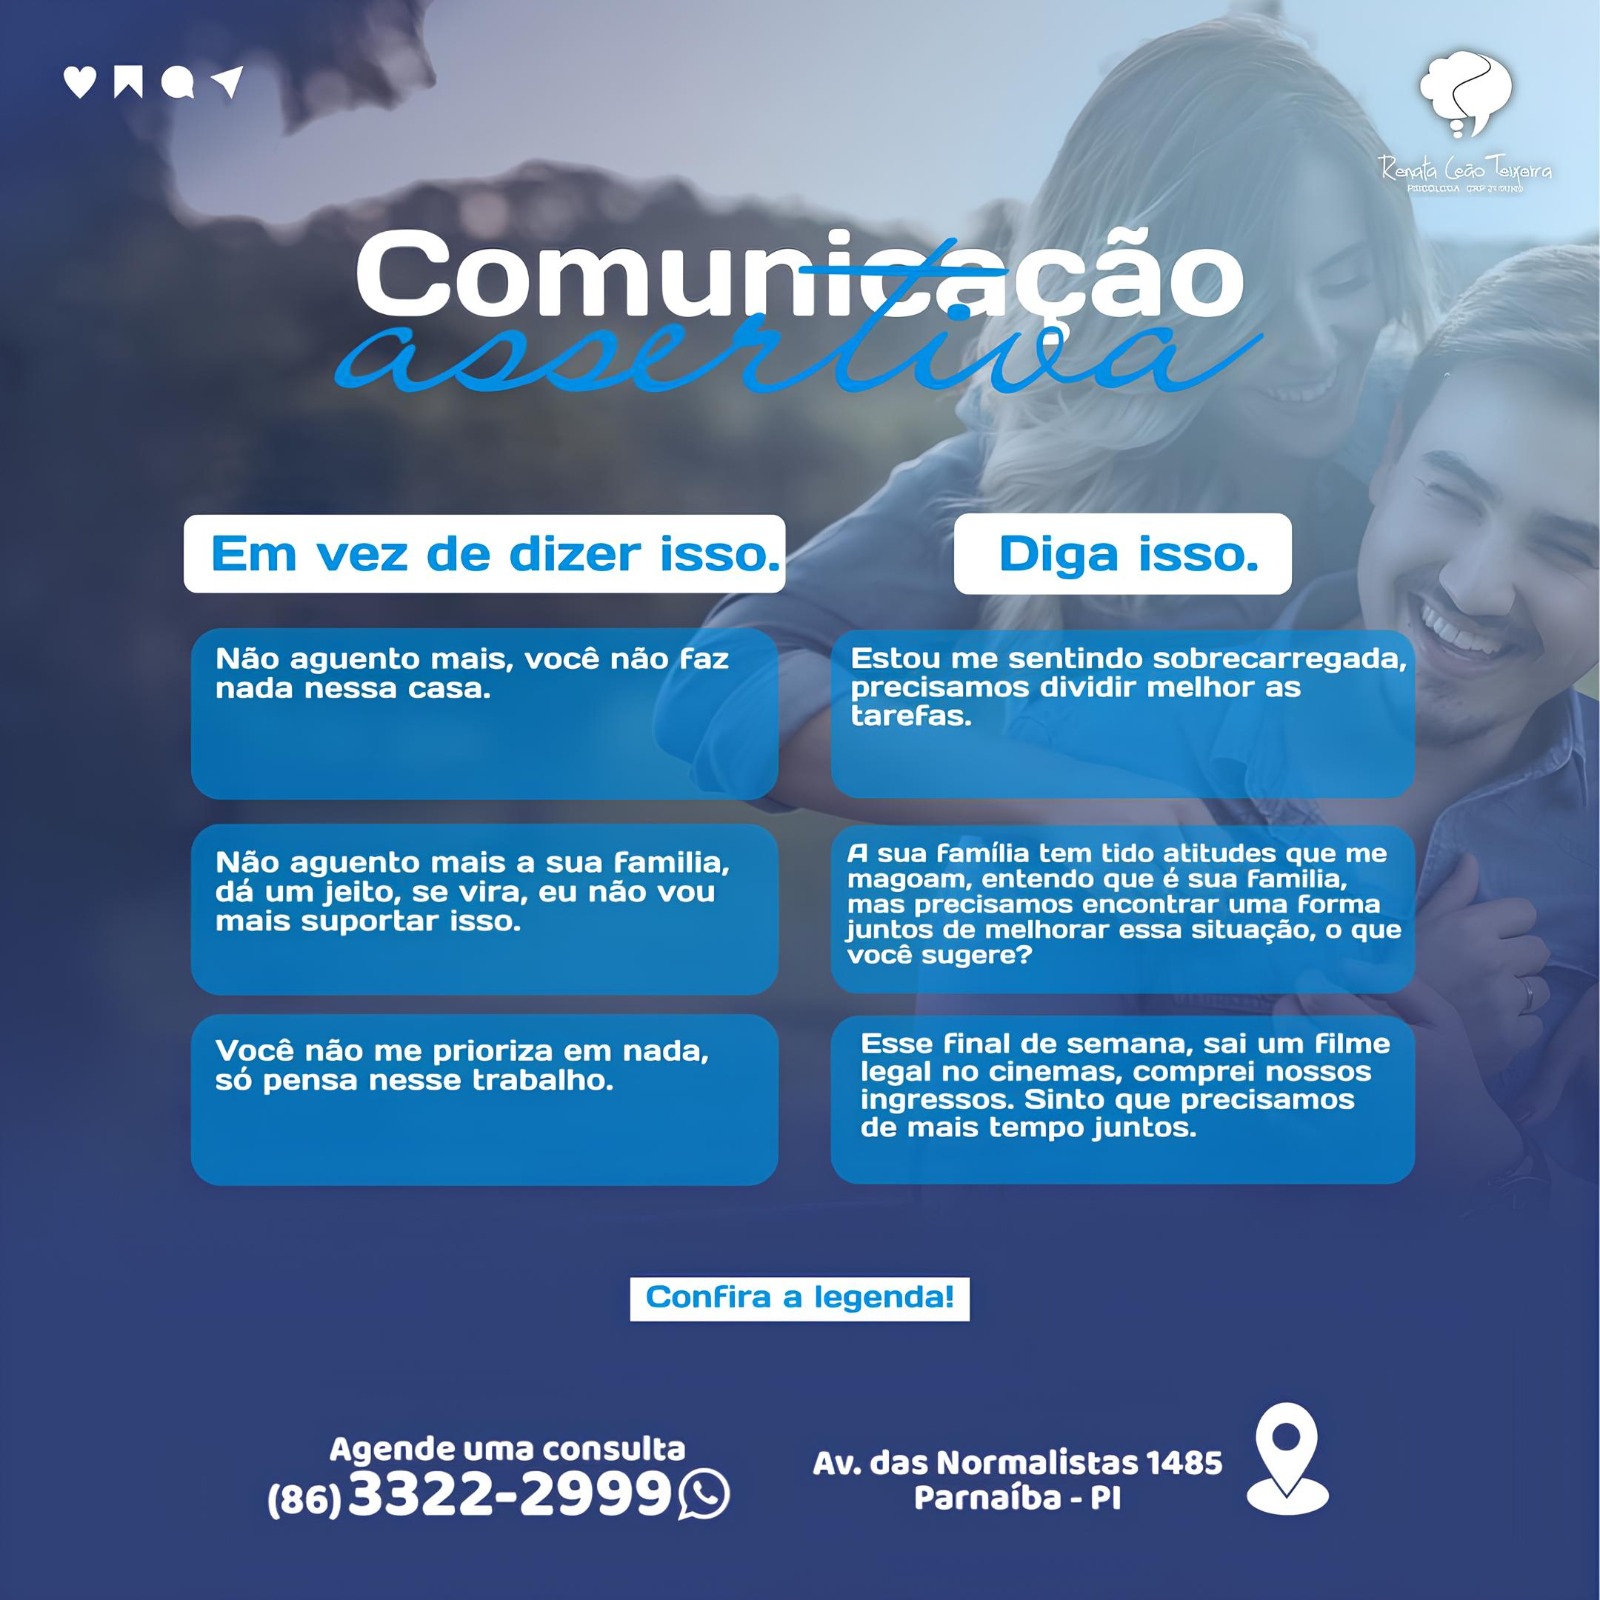 Renata Leão Teixeira
Comunicação
assertiva
Em vez de dizer isso.
Diga isso.
Não aguento mais, você não faz
nada nessa casa.
Estou me sentindo sobrecarregada,
precisamos dividir melhor as
tarefas.
Não aguento mais a sua familia,
dá um jeito, se vira, eu não vou
mais suportar isso.
A sua família tem tido atitudes que me
magoam, entendo que é sua familia,
mas precisamos encontrar uma forma
juntos de melhorar essa situação, o que
você sugere?
Você não me prioriza em nada,
só pensa nesse trabalho.
Esse final de semana, sai um filme
legal no cinemas, comprei nossos
ingressos. Sinto que precisamos
de mais tempo juntos.
Confira a legenda!
Agende uma consulta
(86) 3322-2999
Av. das Normalistas 1485
Parnaíba - PI